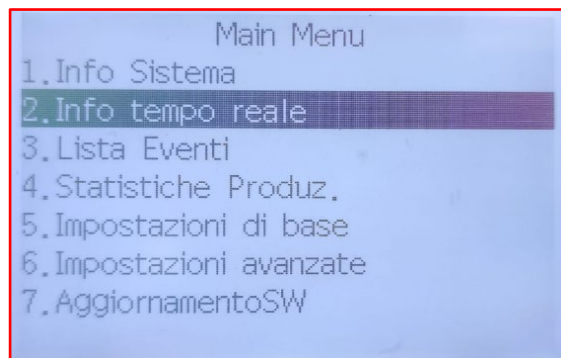 Main Menu
1.Info Sistema
2.Info tempo reale
3.Lista Eventi
4.Statistiche Produz.
5.Impostazioni di base
6.Impostazioni avanzate
7.AggiornamentoSW